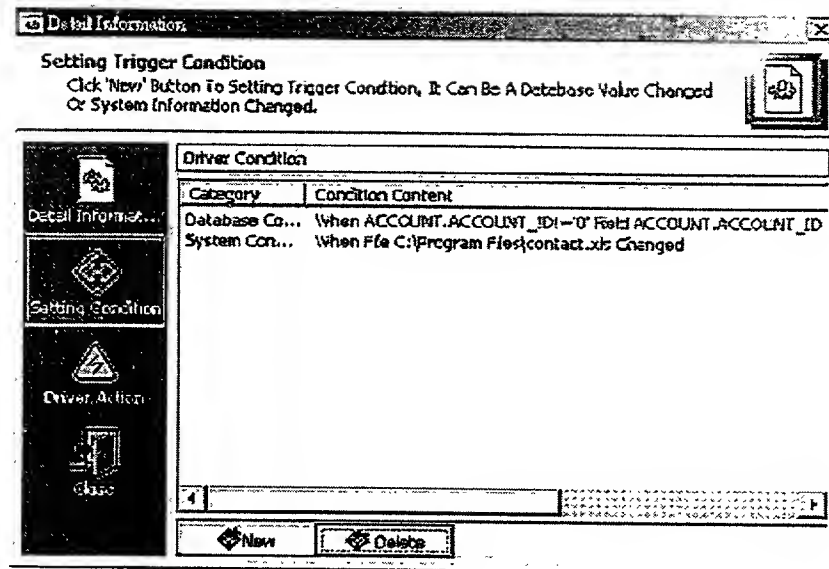 Detail Information
Setting Trigger Condition
Click 'New' Button To Setting Trigger Condition, It Can Be A Database Value Changed
Or System Information Changed.
Driver Condition
Category Condition Content
Detail Informat...
Database Co... When ACCOUNT.ACCOUNT_ID!='0' Field ACCOUNT.ACCOUNT_ID
System Con... When File C:\Program Files\contact.xls Changed
Setting Condition
Driver Action
Close
New Delete